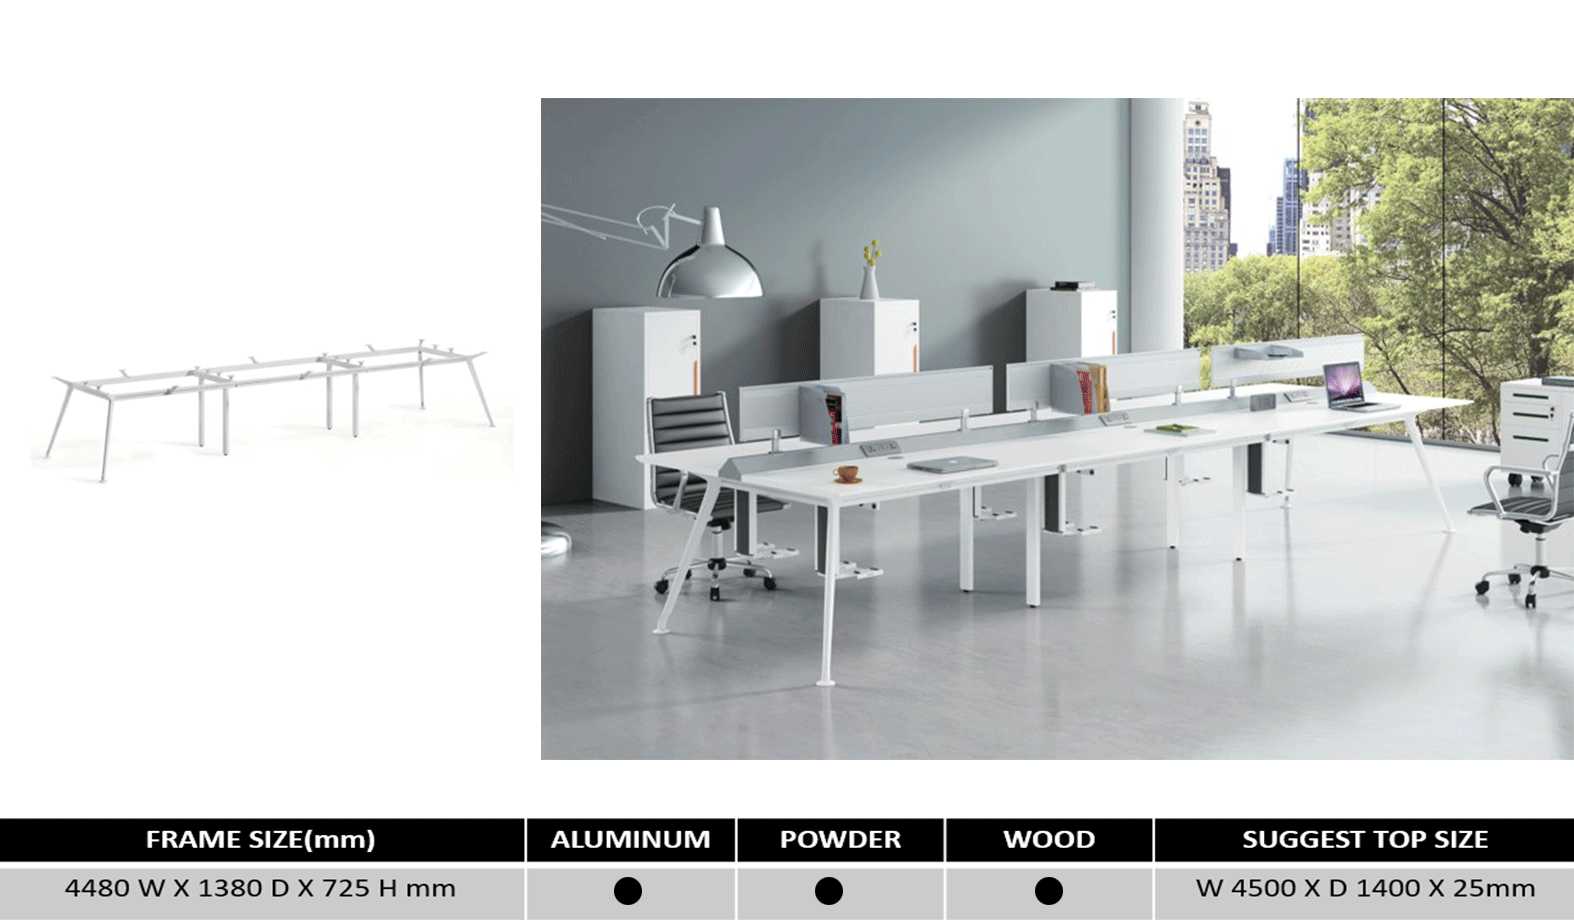 FRAME SIZE(mm) ALUMINUM POWDER WOOD SUGGEST TOP SIZE
4480 W X 1380 D X 725 H mm ● ● ● W 4500 X D 1400 X 25mm